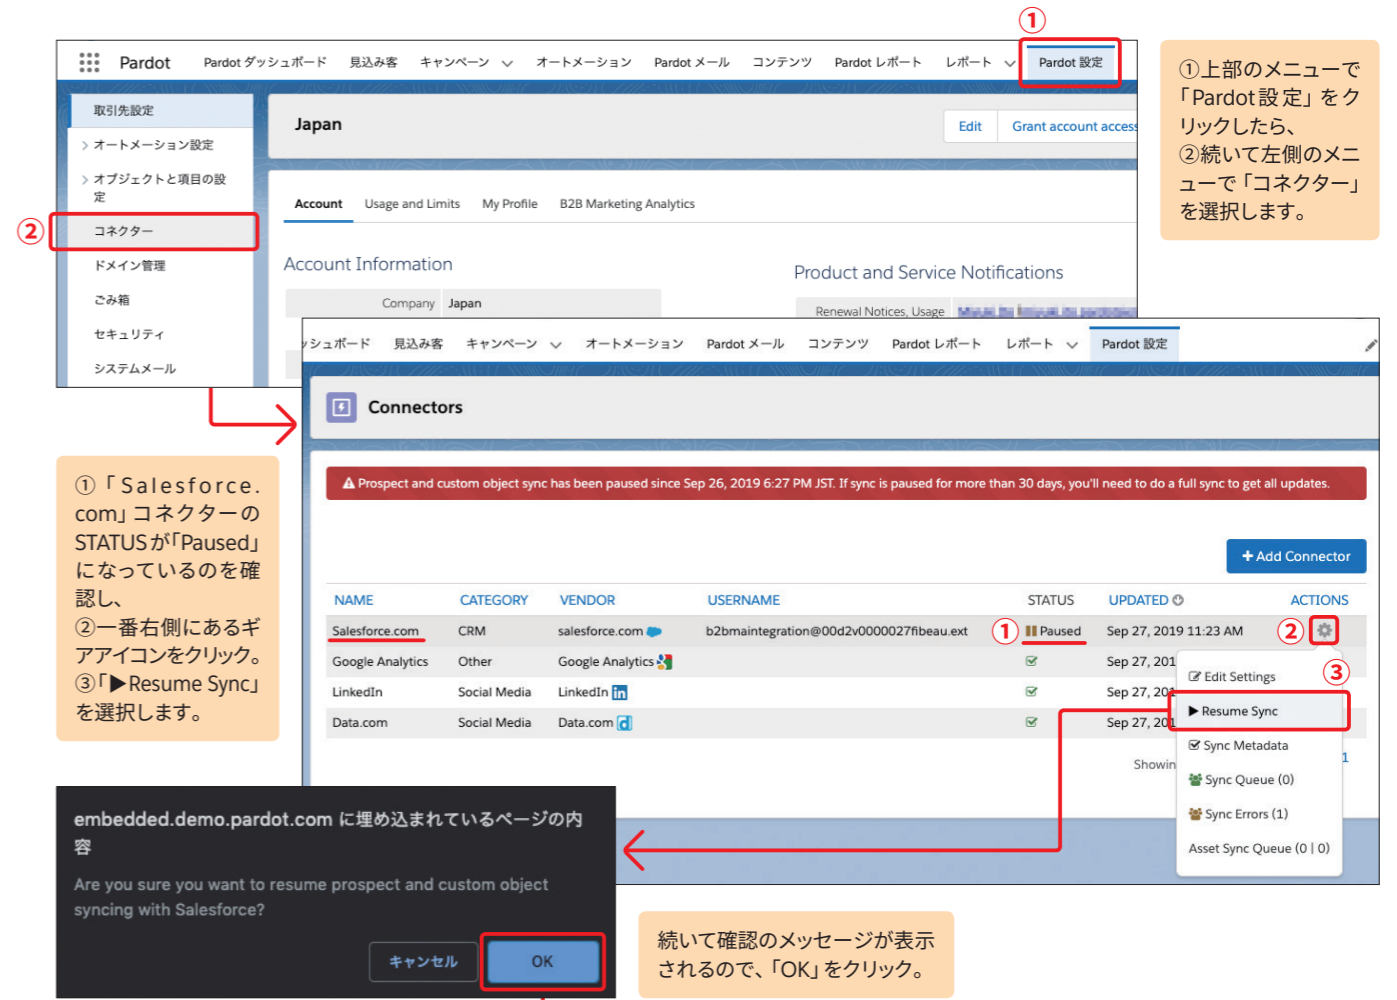 ①
Pardot
Pardot ダッシュボード 見込み客 キャンペーン オートメーション Pardot メール コンテンツ Pardot レポート レポート Pardot 設定
取引先設定
オートメーション設定
オブジェクトと項目の設
定
②
コネクター
ドメイン管理
ごみ箱
セキュリティ
システムメール
Japan
Edit Grant account access
Account Usage and Limits My Profile B2B Marketing Analytics
Account Information
Company Japan
Product and Service Notifications
Renewal Notices, Usage
①上部のメニューで
「Pardot設定」をク
リックしたら、
②続いて左側のメニ
ューで「コネクター」
を選択します。
ッシュボード 見込み客 キャンペーン オートメーション Pardot メール コンテンツ Pardot レポート レポート Pardot 設定
Connectors
Prospect and custom object sync has been paused since Sep 26, 2019 6:27 PM JST. If sync is paused for more than 30 days, you'll need to do a full sync to get all updates.
+ Add Connector
NAME CATEGORY VENDOR USERNAME STATUS UPDATED ACTIONS
Salesforce.com CRM salesforce.com b2bmaintegration@00d2v0000027fibeau.ext ① Paused Sep 27, 2019 11:23 AM ②
Google Analytics Other Google Analytics Sep 27, 201
LinkedIn Social Media LinkedIn in Sep 27, 201
Data.com Social Media Data.com d Sep 27, 201
Showin 1
③
Edit Settings
▶ Resume Sync
Sync Metadata
Sync Queue (0)
Sync Errors (1)
Asset Sync Queue (0 | 0)
①「Salesforce.
com」コネクターの
STATUSが「Paused」
になっているのを確
認し、
②一番右側にあるギ
アアイコンをクリック。
③「▶Resume Sync」
を選択します。
embedded.demo.pardot.com に埋め込まれているページの内
容
Are you sure you want to resume prospect and custom object
syncing with Salesforce?
キャンセル OK
続いて確認のメッセージが表示
されるので、「OK」をクリック。